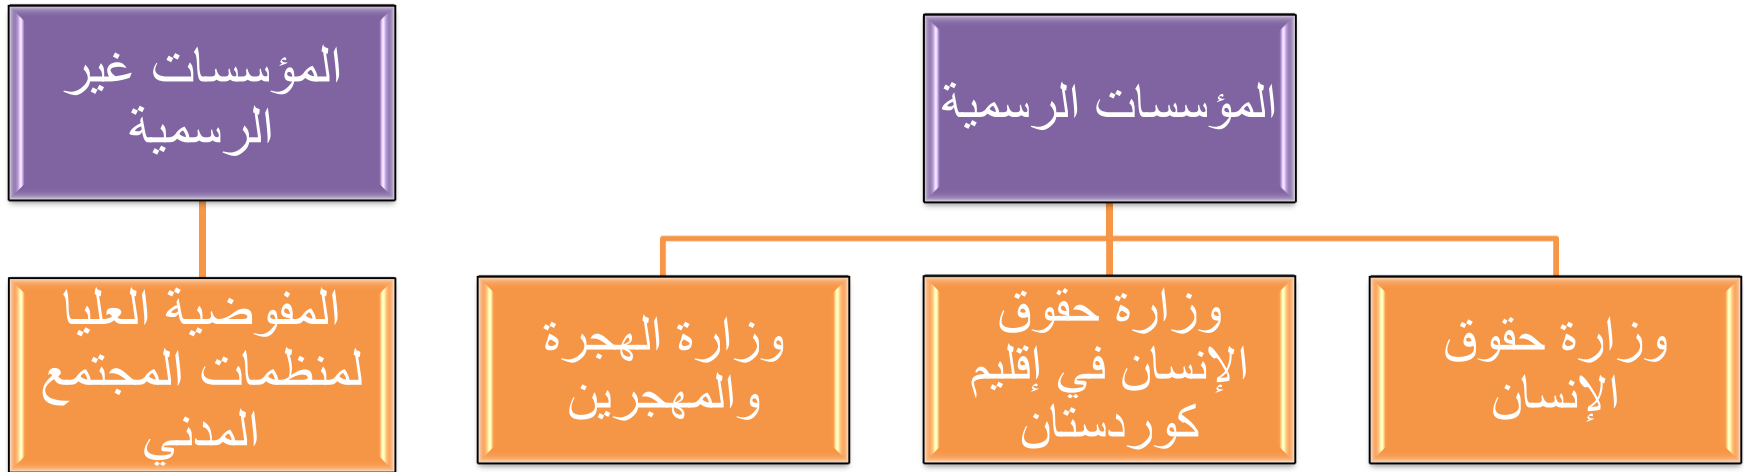 المؤسسات الرسمية
وزارة حقوق
الإنسان
وزارة حقوق
الإنسان في إقليم
كوردستان
وزارة الهجرة
والمهجرين
المؤسسات غير
الرسمية
المفوضية العليا
لمنظمات المجتمع
المدني